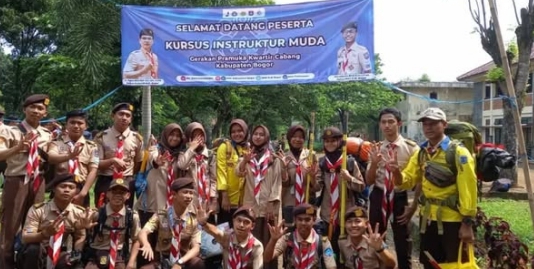 SELAMAT DATANG PESERTA
KURSUS INSTRUKTUR MUDA
Gerakan Pramuka Kwartir Cabang
Kabupaten Bogor